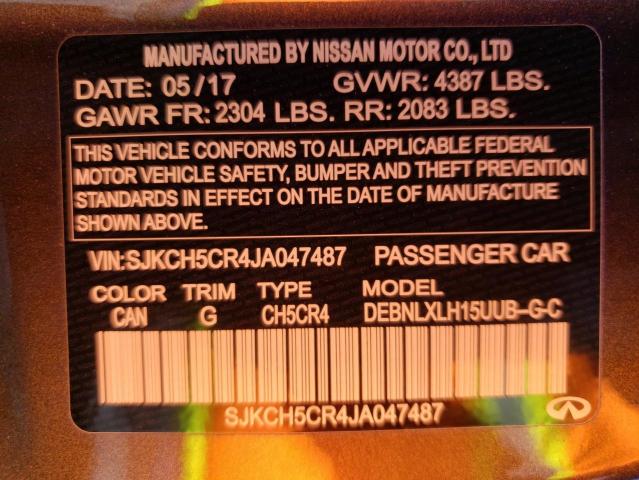 MANUFACTURED BY NISSAN MOTOR CO., LTD
DATE: 05/17 GVWR: 4387 LBS.
GAWR FR: 2304 LBS. RR: 2083 LBS.
THIS VEHICLE CONFORMS TO ALL APPLICABLE FEDERAL
MOTOR VEHICLE SAFETY, BUMPER AND THEFT PREVENTION
STANDARDS IN EFFECT ON THE DATE OF MANUFACTURE
SHOWN ABOVE.
VIN:SJKCH5CR4JA047487 PASSENGER CAR
COLOR TRIM TYPE MODEL
CAN G CH5CR4 DEBNLXLH15UUB-G-C
SJKCH5CR4JA047487